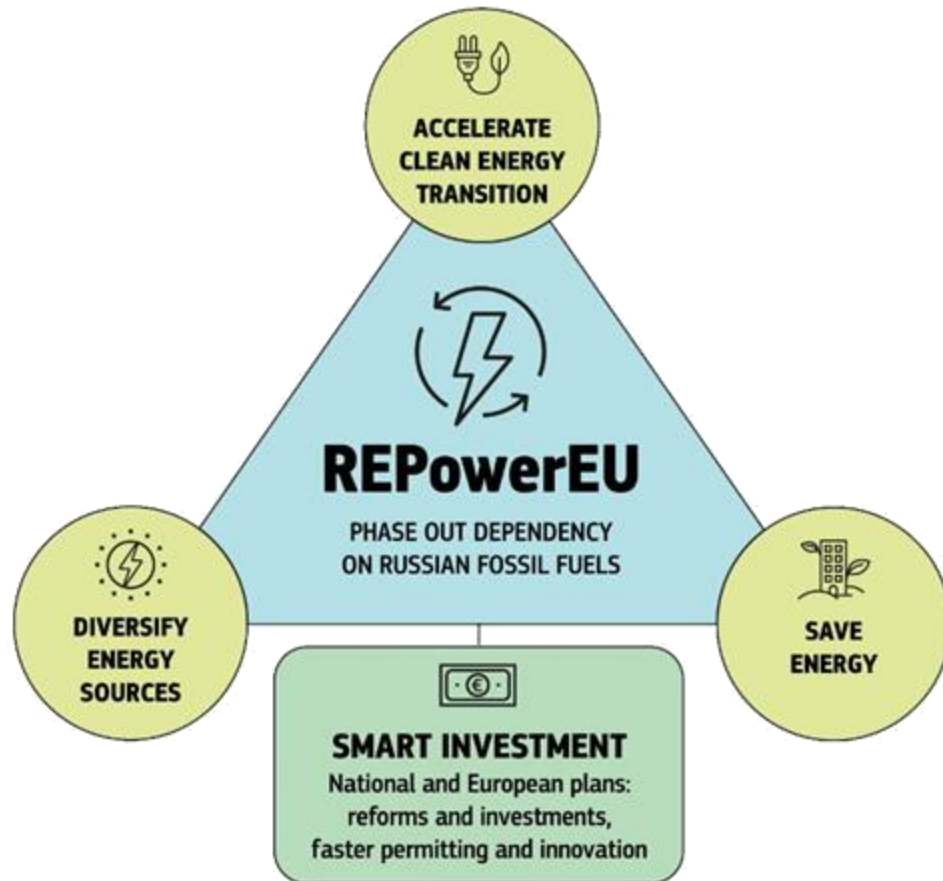 ACCELERATE
CLEAN ENERGY
TRANSITION
REPowerEU
PHASE OUT DEPENDENCY
ON RUSSIAN FOSSIL FUELS
DIVERSIFY
ENERGY
SOURCES
SAVE
ENERGY
€
SMART INVESTMENT
National and European plans:
reforms and investments,
faster permitting and innovation